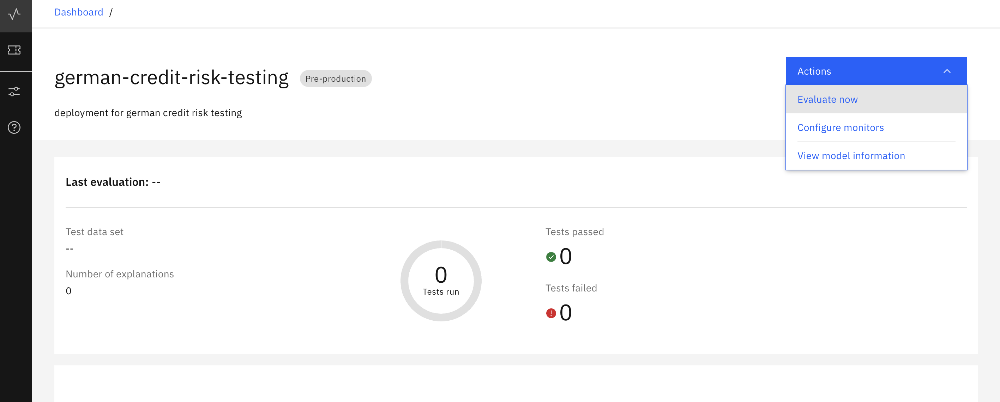 Dashboard /
german-credit-risk-testing
Pre-production
deployment for german credit risk testing
Actions
Evaluate now
Configure monitors
View model information
Last evaluation: --
Test data set
--
Number of explanations
0
0
Tests run
Tests passed
0
Tests failed
0